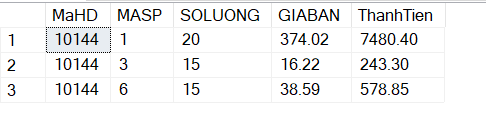 MaHD MASP SOLUONG GIABAN ThanhTien
1 10144 1 20 374.02 7480.40
2 10144 3 15 16.22 243.30
3 10144 6 15 38.59 578.85